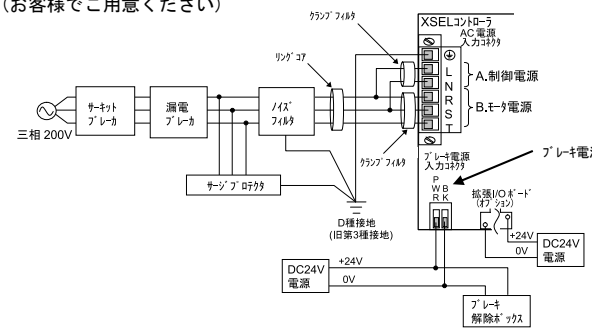 (お客様でご用意ください)
クランプフィルタ
XSELコントローラ
AC電源
入力コネクタ
リングコア
L
N
R
S
T
A.制御電源
B.モータ電源
サーキット
ブレーカ
漏電
ブレーカ
ノイズ
フィルタ
三相 200V
クランプフィルタ
ブレーキ電源
入力コネクタ
ブレーキ電
サージプロテクタ
PWR
BK
拡張I/Oボード
(オプション)
D種接地
(旧第3種接地)
+24V
0V
DC24V
電源
DC24V
電源
+24V
0V
ブレーキ
解除ボックス